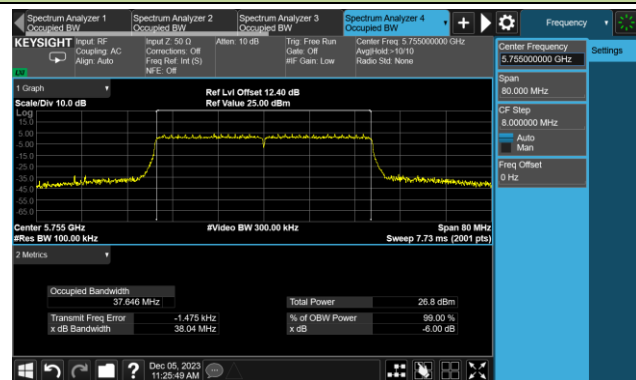 Spectrum Analyzer 1
Occupied BW
Spectrum Analyzer 2
Occupied BW
Spectrum Analyzer 3
Occupied BW
Spectrum Analyzer 4
Occupied BW
Frequency
KEYSIGHT
Input: RF
Coupling: AC
Align: Auto
Input Z: 50 Ω
Corrections: Off
Freq Ref: Int (S)
NFE: Off
Atten: 10 dB
Trig: Free Run
Gate: Off
#IF Gain: Low
Center Freq: 5.755000000 GHz
Avg|Hold:>10/10
Radio Std: None
Center Frequency
5.755000000 GHz
Settings
Span
80.000 MHz
CF Step
8.000000 MHz
Auto
Man
Freq Offset
0 Hz
1 Graph
Scale/Div 10.0 dB
Ref Lvl Offset 12.40 dB
Ref Value 25.00 dBm
Log
15.0
5.00
-5.00
-15.0
-25.0
-35.0
-45.0
-55.0
-65.0
Center 5.755 GHz
#Res BW 100.00 kHz
#Video BW 300.00 kHz
Span 80 MHz
Sweep 7.73 ms (2001 pts)
2 Metrics
Occupied Bandwidth
37.646 MHz
Total Power 26.8 dBm
Transmit Freq Error -1.475 kHz
% of OBW Power 99.00 %
x dB Bandwidth 38.04 MHz
x dB -6.00 dB
Dec 05, 2023
11:25:49 AM